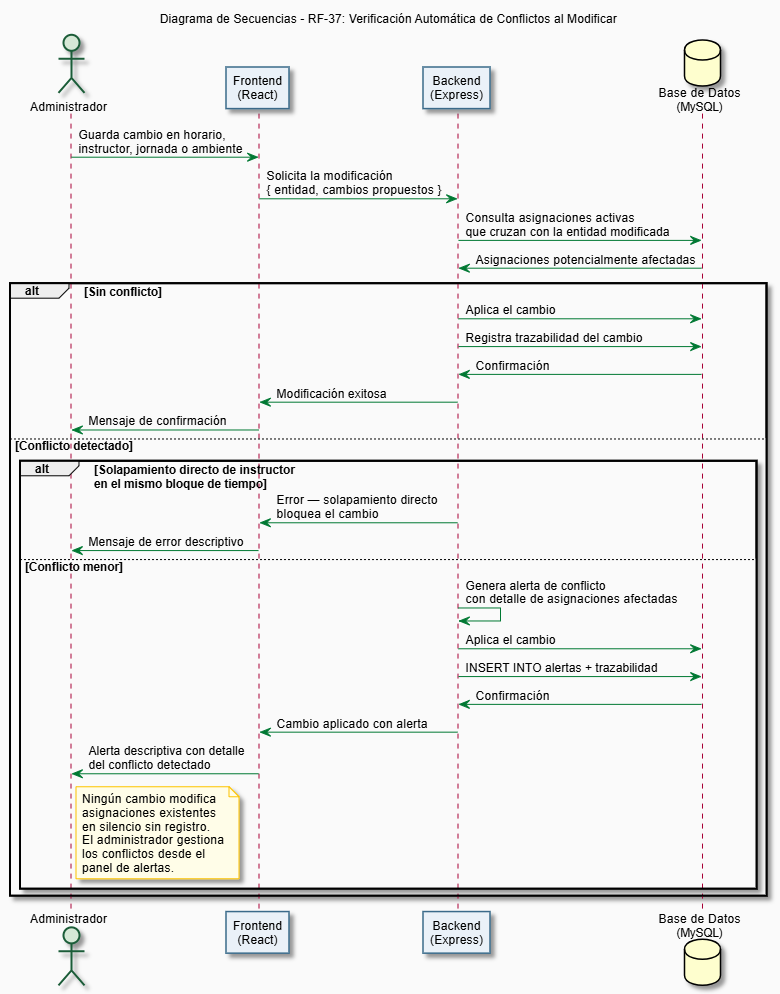 Diagrama de Secuencias - RF-37: Verificación Automática de Conflictos al Modificar
Administrador
Frontend
(React)
Backend
(Express)
Base de Datos
(MySQL)
Guarda cambio en horario,
instructor, jornada o ambiente
Solicita la modificación
{ entidad, cambios propuestos }
Consulta asignaciones activas
que cruzan con la entidad modificada
Asignaciones potencialmente afectadas
alt
[Sin conflicto]
Aplica el cambio
Registra trazabilidad del cambio
Confirmación
Modificación exitosa
Mensaje de confirmación
[Conflicto detectado]
alt
[Solapamiento directo de instructor
en el mismo bloque de tiempo]
Error — solapamiento directo
bloquea el cambio
Mensaje de error descriptivo
[Conflicto menor]
Genera alerta de conflicto
con detalle de asignaciones afectadas
Aplica el cambio
INSERT INTO alertas + trazabilidad
Confirmación
Cambio aplicado con alerta
Alerta descriptiva con detalle
del conflicto detectado
Ningún cambio modifica
asignaciones existentes
en silencio sin registro.
El administrador gestiona
los conflictos desde el
panel de alertas.
Administrador
Frontend
(React)
Backend
(Express)
Base de Datos
(MySQL)